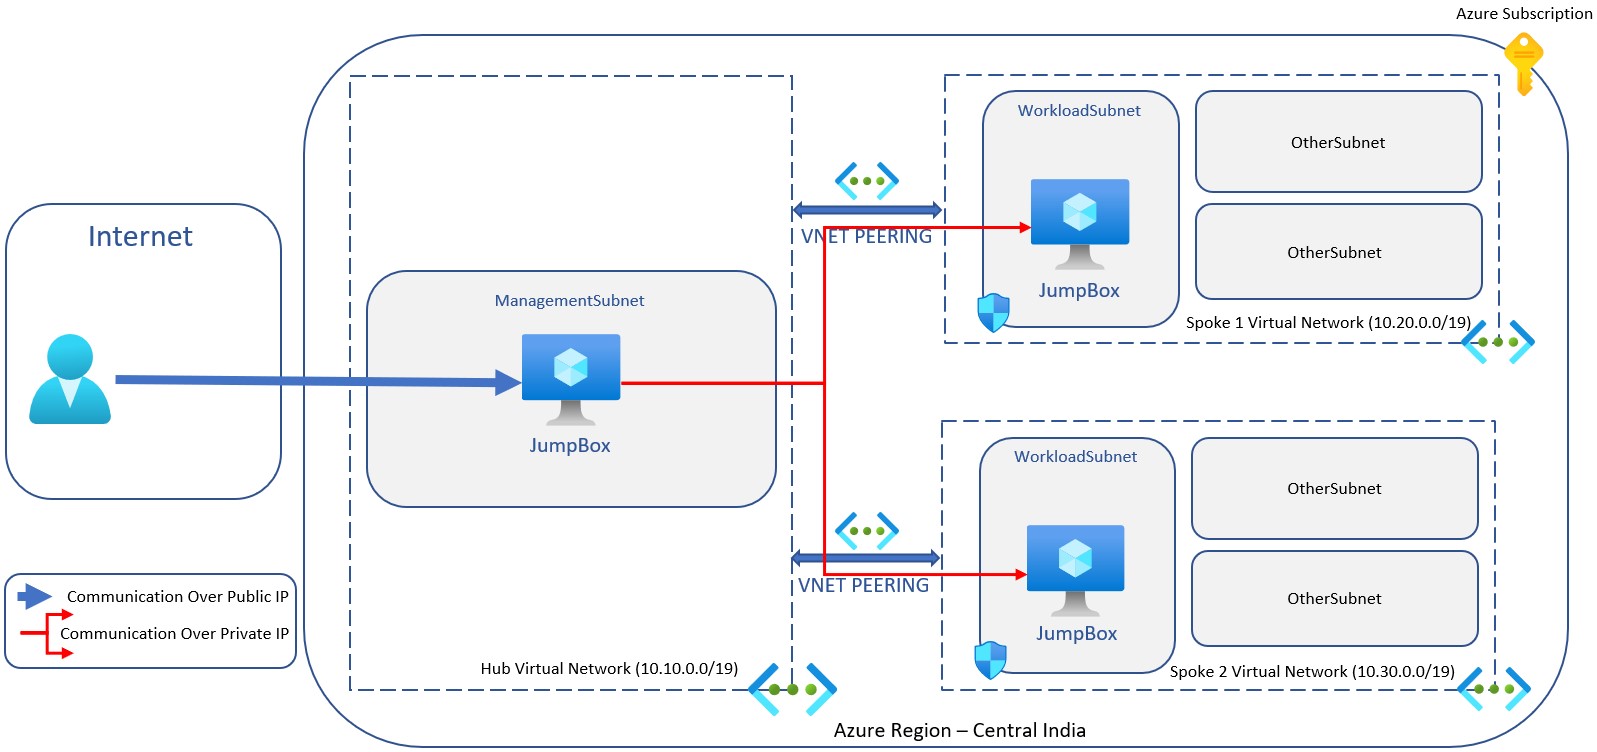 Azure Subscription
Internet
ManagementSubnet
JumpBox
Hub Virtual Network (10.10.0.0/19)
VNET PEERING
WorkloadSubnet
JumpBox
OtherSubnet
OtherSubnet
Spoke 1 Virtual Network (10.20.0.0/19)
VNET PEERING
WorkloadSubnet
JumpBox
OtherSubnet
OtherSubnet
Spoke 2 Virtual Network (10.30.0.0/19)
Communication Over Public IP
Communication Over Private IP
Azure Region – Central India